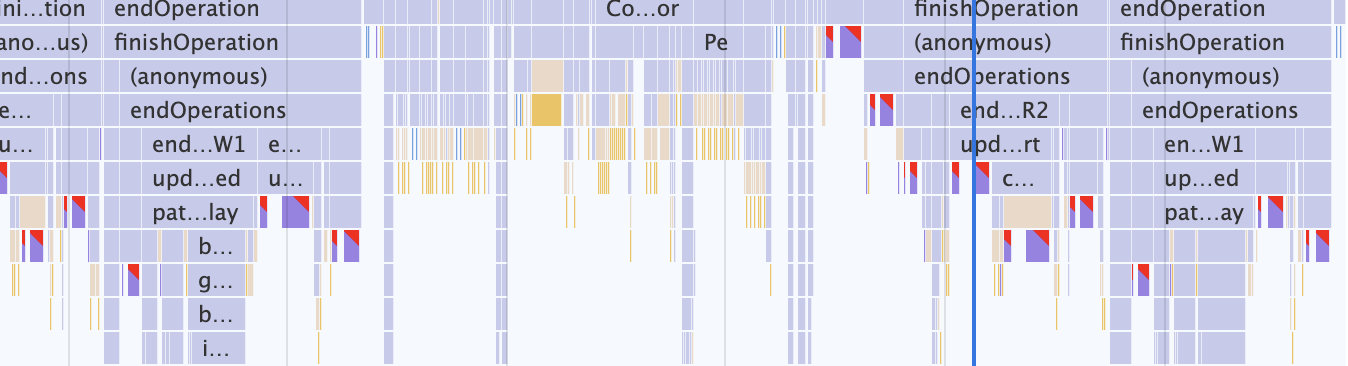 ini…tion endOperation Co…or finishOperation endOperation
ano…us) finishOperation Pe (anonymous) finishOperation
nd…ons (anonymous) endOperations (anonymous)
e… endOperations end…R2 endOperations
u… end…W1 e… upd…rt en…W1
upd…ed u… c… up…ed
pat…lay pat…ay
b…
g…
b…
i…